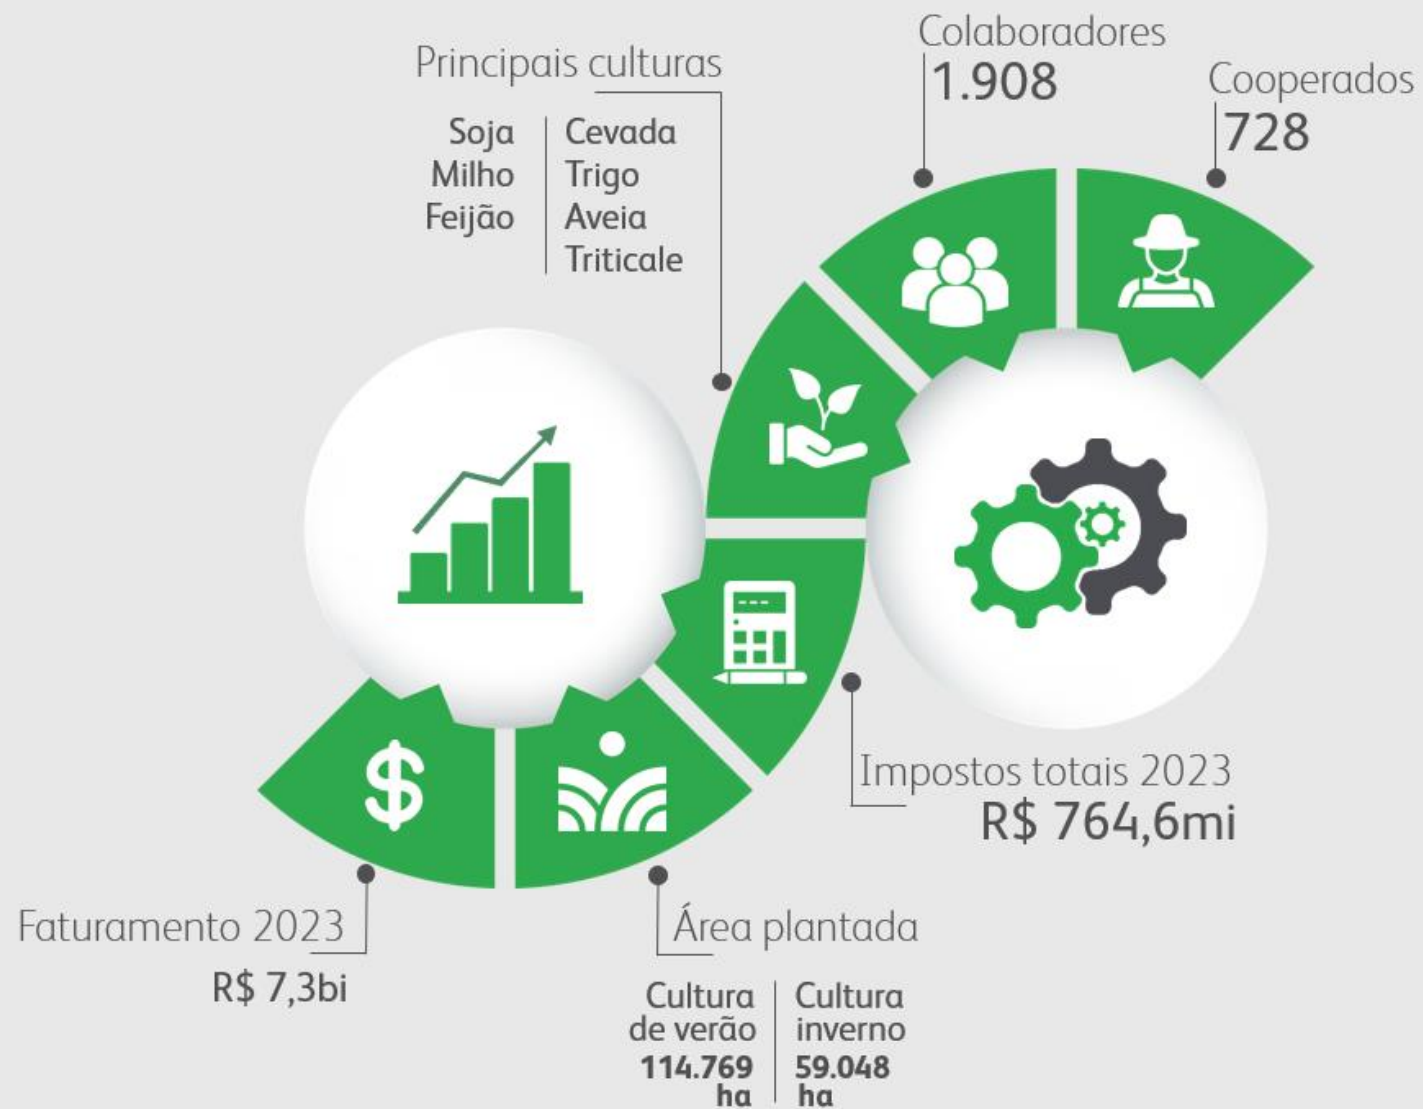 Principais culturas
Soja
Milho
Feijão
Cevada
Trigo
Aveia
Triticale
Colaboradores
1.908
Cooperados
728
Impostos totais 2023
R$ 764,6mi
Faturamento 2023
R$ 7,3bi
Área plantada
Cultura
de verão
114.769
ha
Cultura
inverno
59.048
ha